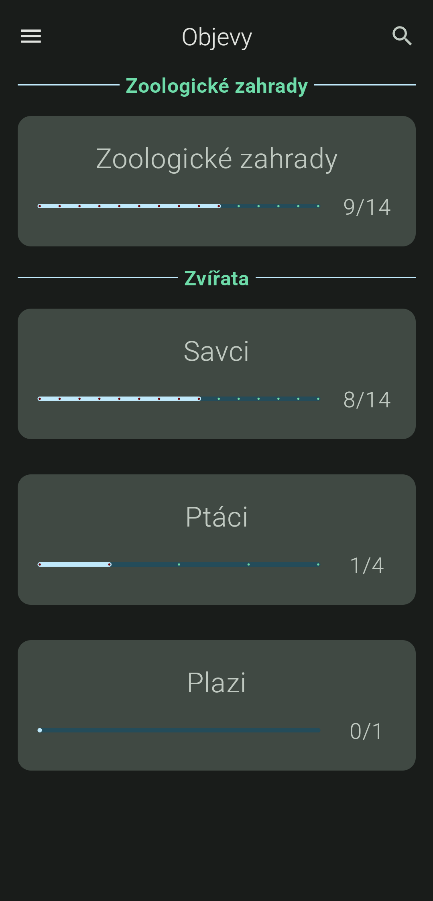 Objevy
Zoologické zahrady
Zoologické zahrady
9/14
Zvířata
Savci
8/14
Ptáci
1/4
Plazi
0/1